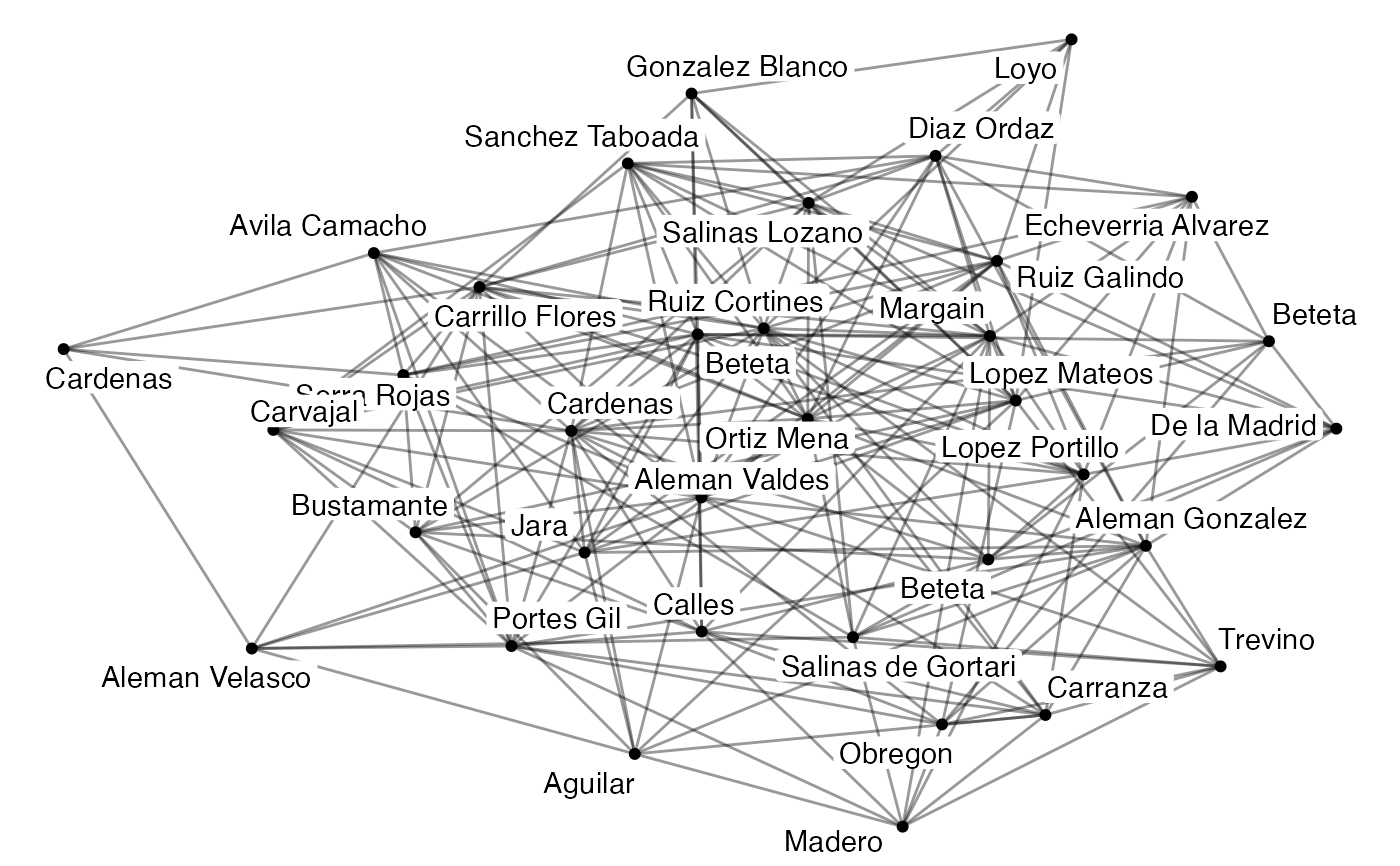 Gonzalez Blanco
Loyo
Sanchez Taboada
Diaz Ordaz
Avila Camacho
Salinas Lozano
Echeverria Alvarez
Ruiz Galindo
Ruiz Cortines
Margain
Carrillo Flores
Beteta
Beteta
Cardenas
Lopez Mateos
Serra Rojas
Carvajal
Cardenas
De la Madrid
Ortiz Mena
Lopez Portillo
Aleman Valdes
Bustamante
Jara
Aleman Gonzalez
Beteta
Portes Gil
Calles
Trevino
Salinas de Gortari
Aleman Velasco
Carranza
Obregon
Aguilar
Madero